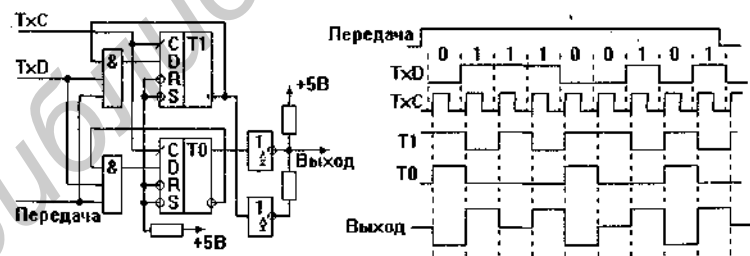 TxC
TxD
Передача
&
&
C T1
D
R
S
C T0
D
R
S
+5В
1
1
+5В
Выход
Передача
0 1 1 1 0 0 1 0 1
TxD
TxC
T1
T0
Выход